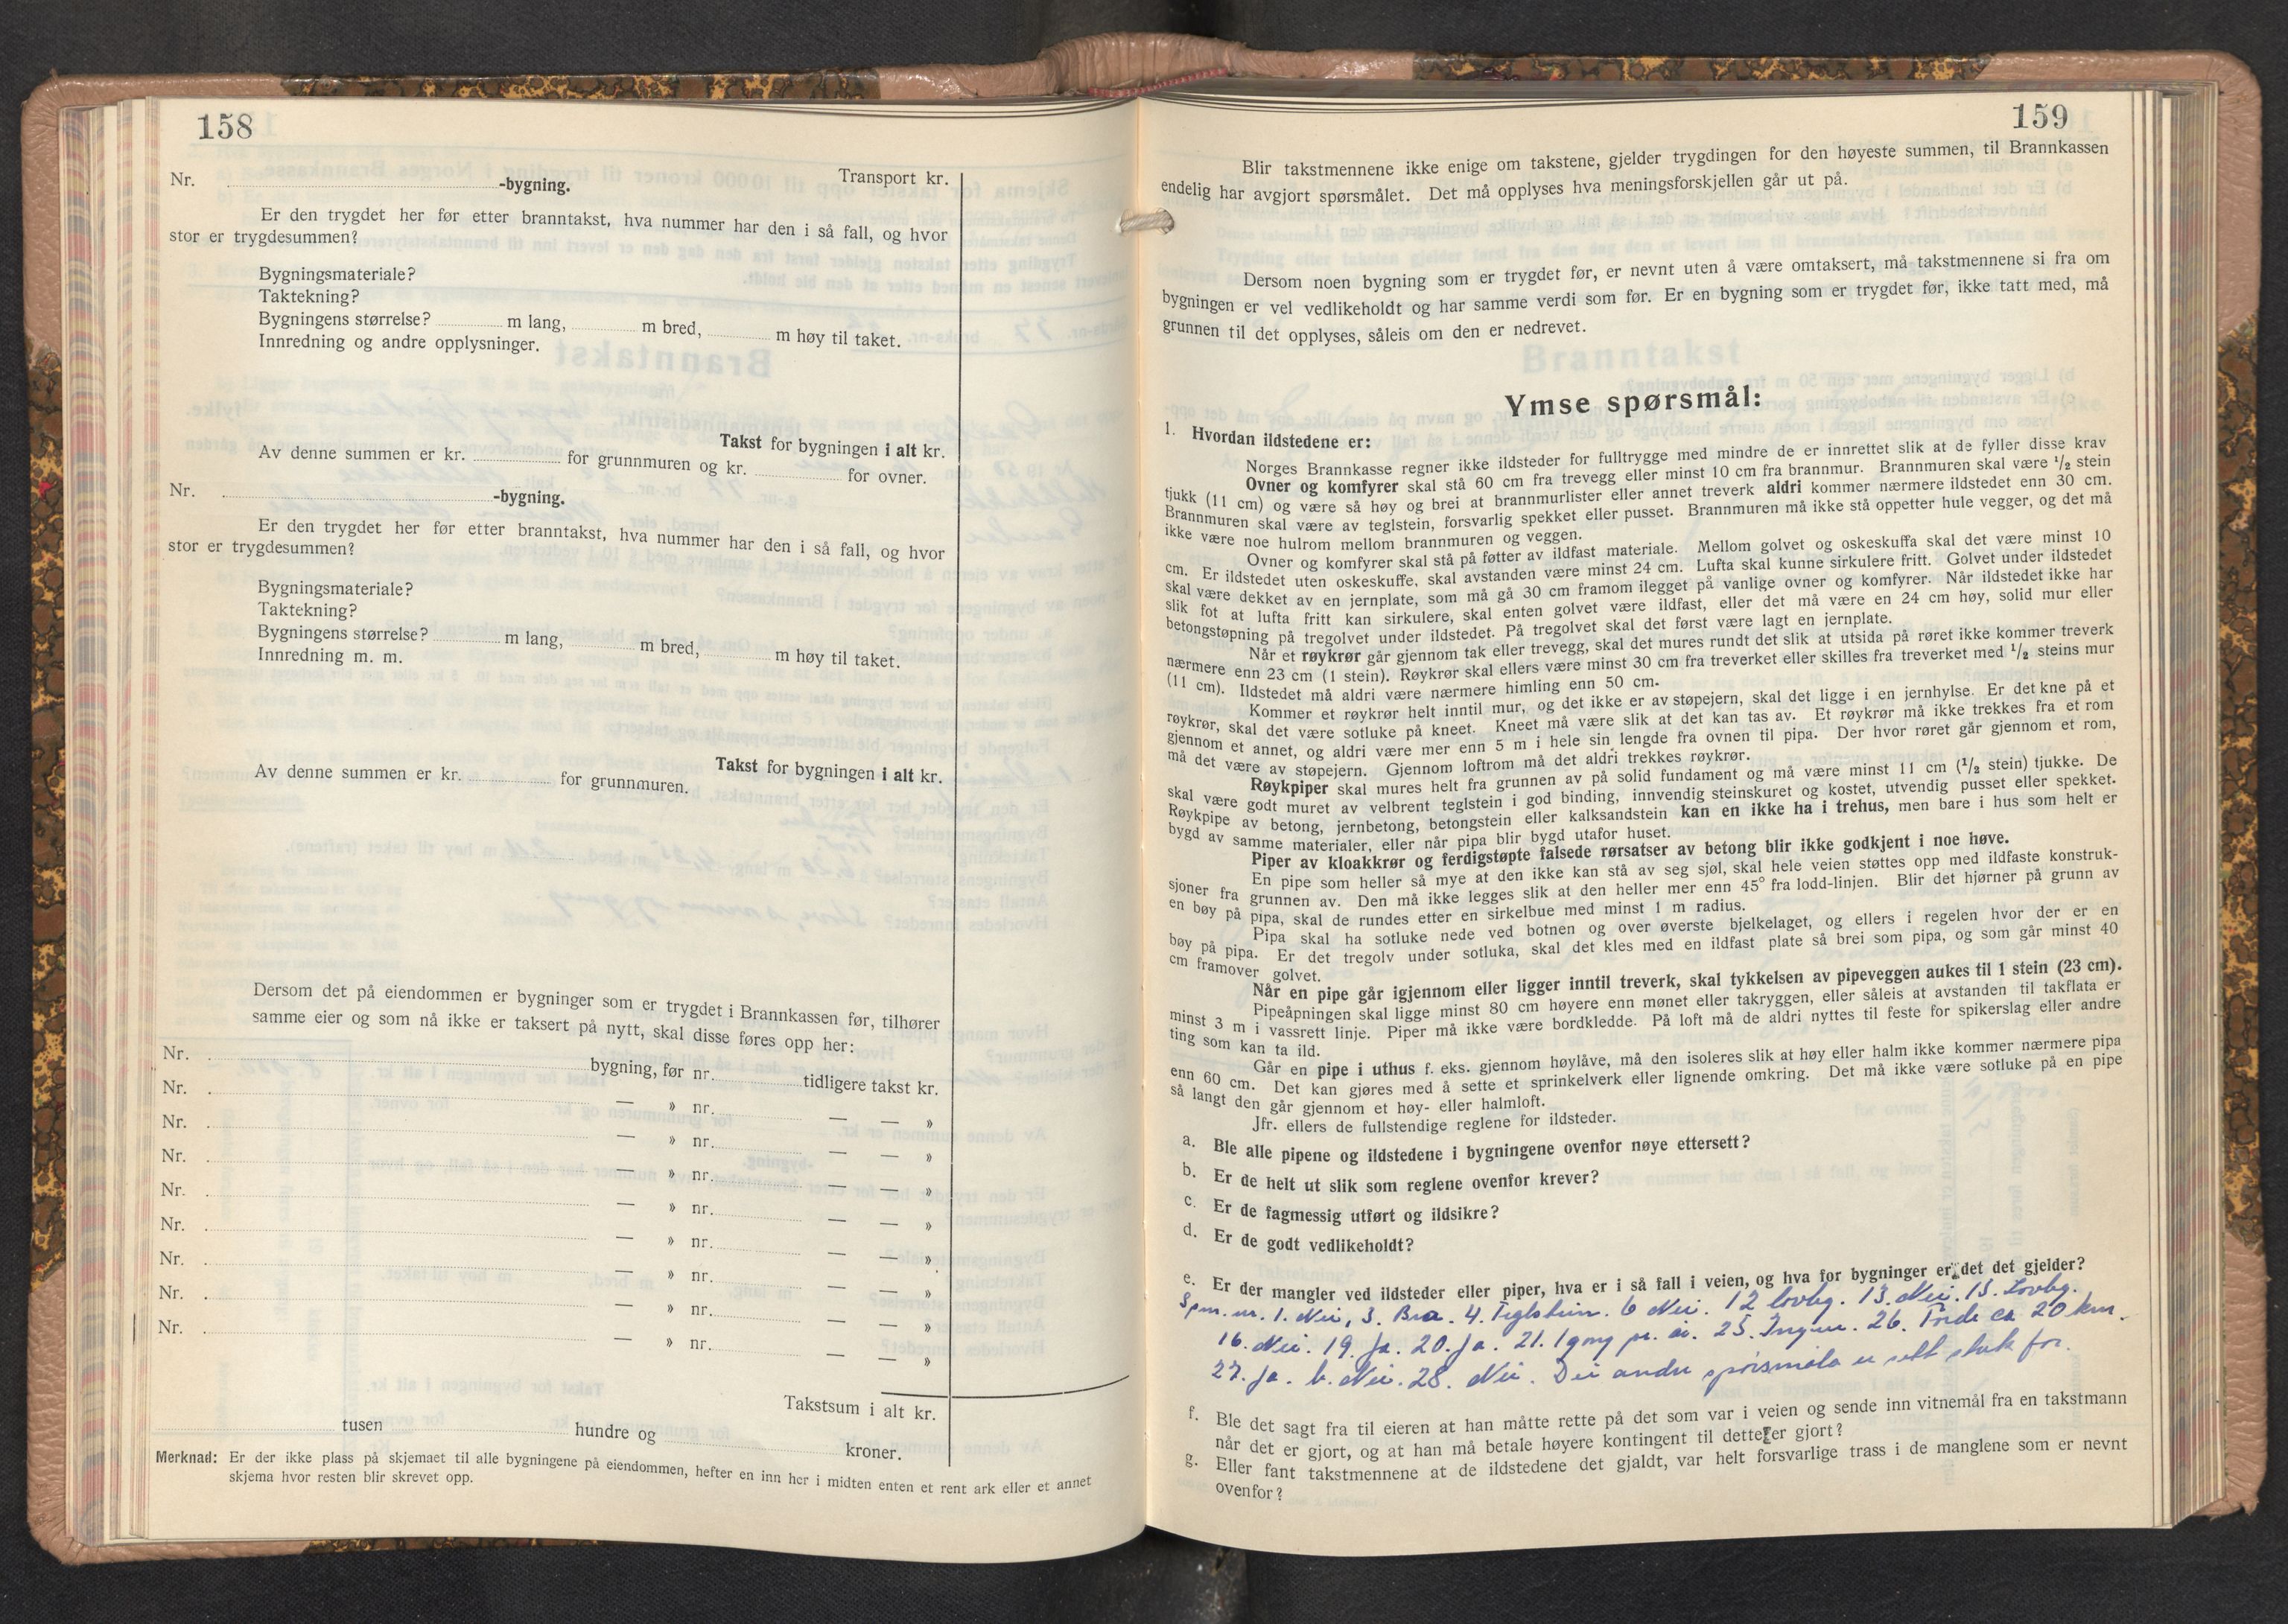 158
Nr. -bygning. Transport kr.
Er den trygdet her før etter branntakst, hva nummer har den i så fall, og hvor
stor er trygdesummen?
Bygningsmateriale?
Taktekning?
Bygningens størrelse? m lang, m bred, m høy til taket.
Innredning og andre opplysninger.
Takst for bygningen i alt kr.
Av denne summen er kr. for grunnmuren og kr. for ovner.
Nr. -bygning.
Er den trygdet her før etter branntakst, hva nummer har den i så fall, og hvor
stor er trygdesummen?
Bygningsmateriale?
Taktekning?
Bygningens størrelse? m lang, m bred, m høy til taket.
Innredning m. m.
Takst for bygningen i alt kr.
Av denne summen er kr. for grunnmuren.
Dersom det på eiendommen er bygninger som er trygdet i Brannkassen før, tilhører
samme eier og som nå ikke er taksert på nytt, skal disse føres opp her:
Nr. bygning, før nr. tidligere takst kr.
Nr. — » nr. — — »
Nr. — » nr. — — »
Nr. — » nr. — — »
Nr. — » nr. — — »
Nr. — » nr. — — »
Nr. — » nr. — — »
Nr. — » nr. — — »
Nr. — » nr. — — »
Takstsum i alt kr.
tusen hundre og kroner.
Merknad: Er der ikke plass på skjemaet til alle bygningene på eiendommen, hefter en inn her i midten enten et rent ark eller et annet
skjema hvor resten blir skrevet opp.
159
Blir takstmennene ikke enige om takstene, gjelder trygdingen for den høyeste summen, til Brannkassen
endelig har avgjort spørsmålet. Det må opplyses hva meningsforskjellen går ut på.
Dersom noen bygning som er trygdet før, er nevnt uten å være omtaksert, må takstmennene si fra om
bygningen er vel vedlikeholdt og har samme verdi som før. Er en bygning som er trygdet før, ikke tatt med, må
grunnen til det opplyses, såleis om den er nedrevet.
Ymse spørsmål:
1. Hvordan ildstedene er:
Norges Brannkasse regner ikke ildsteder for fulltrygge med mindre de er innrettet slik at de fyller disse krav
Ovner og komfyrer skal stå 60 cm fra trevegg eller minst 10 cm fra brannmur. Brannmuren skal være ½ stein
tjukk (11 cm) og være så høy og brei at brannmurlister eller annet treverk aldri kommer nærmere ildstedet enn 30 cm.
Brannmuren skal være av teglstein, forsvarlig spekket eller pusset. Brannmuren må ikke stå oppetter hule vegger, og det må
ikke være noe hulrom mellom brannmuren og veggen.
Ovner og komfyrer skal stå på føtter av ildfast materiale. Mellom golvet og oskeskuffa skal det være minst 10
cm. Er ildstedet uten oskeskuffe, skal avstanden være minst 24 cm. Lufta skal kunne sirkulere fritt. Golvet under ildstedet
skal være dekket av en jernplate, som må gå 30 cm framom ilegget på vanlige ovner og komfyrer. Når ildstedet ikke har
slik fot at lufta fritt kan sirkulere, skal enten golvet være ildfast, eller det må være en 24 cm høy, solid mur eller
betongstøpning på tregolvet under ildstedet. På tregolvet skal det først være lagt en jernplate.
Når et røykrør går gjennom tak eller trevegg, skal det mures rundt det slik at utsida på røret ikke kommer treverk
nærmere enn 23 cm (1 stein). Røykrør skal ellers være minst 30 cm fra treverket eller skilles fra treverket med ½ steins mur
(11 cm). Ildstedet må aldri være nærmere himling enn 50 cm.
Kommer et røykrør helt inntil mur, og det ikke er av støpejern, skal det ligge i en jernhylse. Er det kne på et
røykrør, skal det være sotluke på kneet. Kneet må være slik at det kan tas av. Et røykrør må ikke trekkes fra et rom
gjennom et annet, og aldri være mer enn 5 m i hele sin lengde fra ovnen til pipa. Der hvor røret går gjennom et rom,
må det være av støpejern. Gjennom loftrom må det aldri trekkes røykrør.
Røykpiper skal mures helt fra grunnen av på solid fundament og må være minst 11 cm (½ stein) tjukke. De
skal være godt muret av velbrent teglstein i god binding, innvendig steinskuret og kostet, utvendig pusset eller spekket.
Røykpipe av betong, jernbetong, betongstein eller kalksandstein kan en ikke ha i trehus, men bare i hus som helt er
bygd av samme materialer, eller når pipa blir bygd utafor huset.
Piper av kloakkrør og ferdigstøpte falsede rørsatser av betong blir ikke godkjent i noe høve.
En pipe som heller så mye at den ikke kan stå av seg sjøl, skal hele veien støttes opp med ildfaste konstruk-
sjoner fra grunnen av. Den må ikke legges slik at den heller mer enn 45° fra lodd-linjen. Blir det hjørner på grunn av
en bøy på pipa, skal de rundes etter en sirkelbue med minst 1 m radius.
Pipa skal ha sotluke nede ved botnen og over øverste bjelkelaget, og ellers i regelen hvor der er en
bøy på pipa. Er det tregolv under sotluka, skal det kles med en ildfast plate så brei som pipa, og som går minst 40
cm framover golvet.
Når en pipe går igjennom eller ligger inntil treverk, skal tykkelsen av pipeveggen aukes til 1 stein (23 cm).
Pipeåpningen skal ligge minst 80 cm høyere enn mønet eller takryggen, eller såleis at avstanden til takflata er
minst 3 m i vassrett linje. Piper må ikke være bordkledde. På loft må de aldri nyttes til feste for spikerslag eller andre
ting som kan ta ild.
Går en pipe i uthus f. eks. gjennom høylåve, må den isoleres slik at høy eller halm ikke kommer nærmere pipa
enn 60 cm. Det kan gjøres med å sette et sprinkelverk eller lignende omkring. Det må ikke være sotluke på en pipe
så langt den går gjennom et høy- eller halmloft.
Jfr. ellers de fullstendige reglene for ildsteder.
a. Ble alle pipene og ildstedene i bygningene ovenfor nøye ettersett?
b. Er de helt ut slik som reglene ovenfor krever?
c. Er de fagmessig utført og ildsikre?
d. Er de godt vedlikeholdt?
e. Er der mangler ved ildsteder eller piper, hva er i så fall i veien, og hva for bygninger er det det gjelder?
Spm. nr. 1. Nei, 3. Bra. 4. Teglstein. 6 Nei. 12 lovleg. 13. Nei. 15. Lovleg.
16. Nei. 19. Ja. 20. Ja. 21. 1 gong pr. år. 25. Ingen. 26. Förde ca 20 km.
27. Ja. b. Nei. 28. Nei. Dei andre spörsmåla er sett strek for.
f. Ble det sagt fra til eieren at han måtte rette på det som var i veien og sende inn vitnemål fra en takstmann
når det er gjort, og at han må betale høyere kontingent til dette er gjort?
g. Eller fant takstmennene at de ildstedene det gjaldt, var helt forsvarlige trass i de manglene som er nevnt
ovenfor?